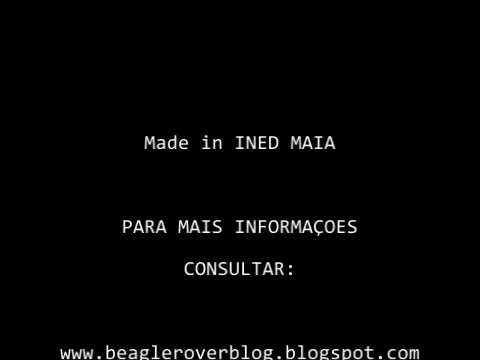 Made in INED MAIA
PARA MAIS INFORMAÇOES
CONSULTAR:
www.beagleroverblog.blogspot.com